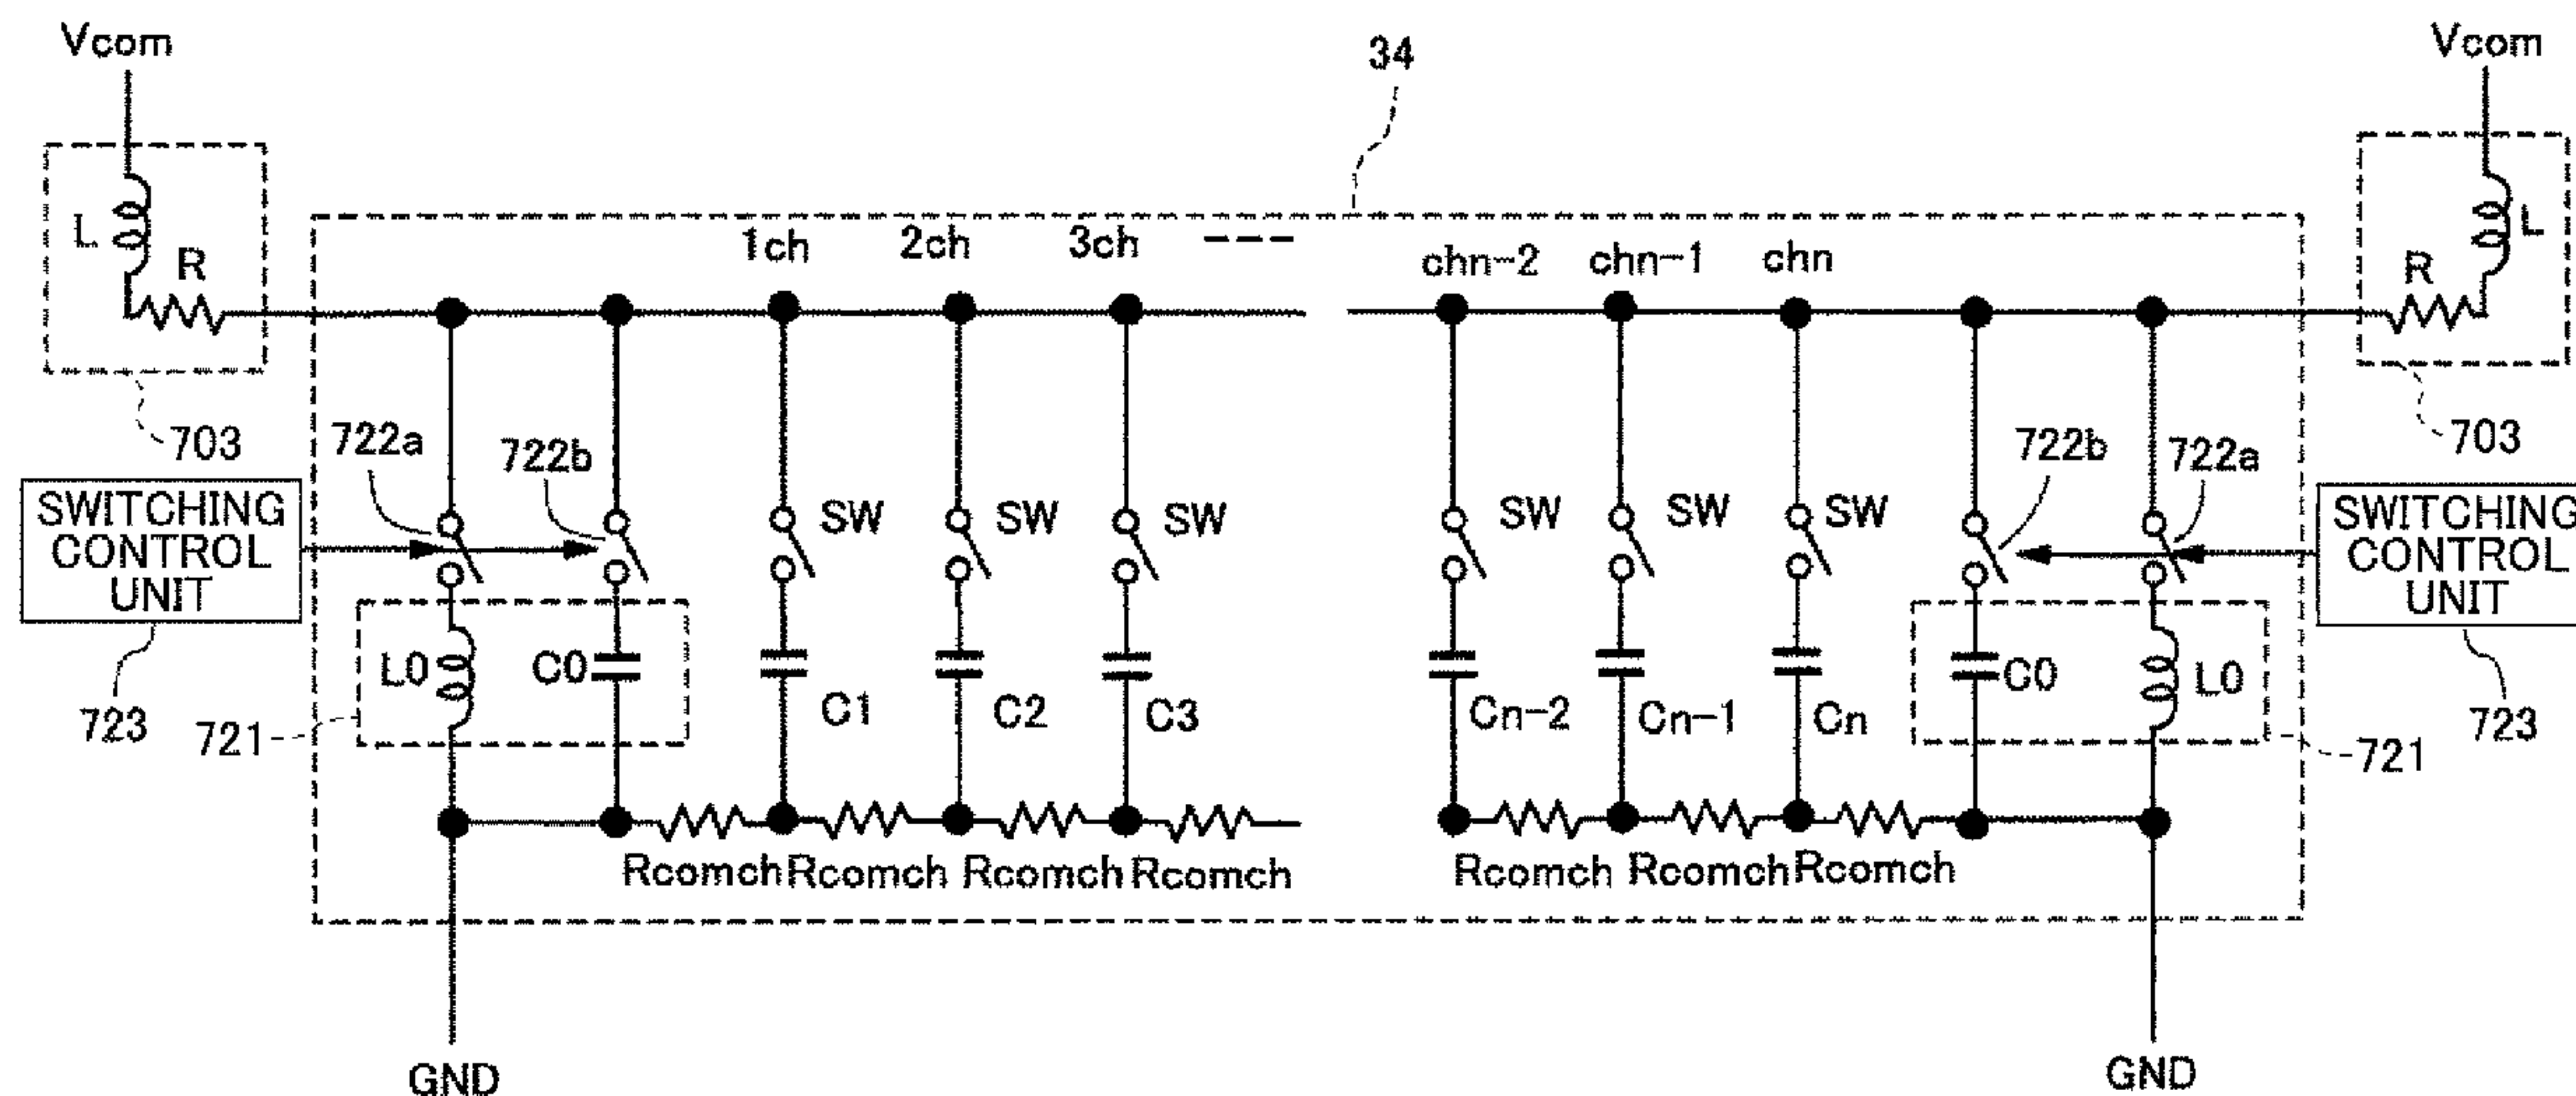 Vcom
34
Vcom
L
R
1ch
2ch
3ch
chn-2
chn-1
chn
R
L
703
722a
722b
722b
722a
703
SWITCHING
CONTROL
UNIT
SW
SW
SW
SW
SW
SW
SWITCHING
CONTROL
UNIT
L0
C0
C1
C2
C3
Cn-2
Cn-1
Cn
C0
L0
723
721
721
723
Rcomch
Rcomch
Rcomch
Rcomch
Rcomch
Rcomch
Rcomch
GND
GND